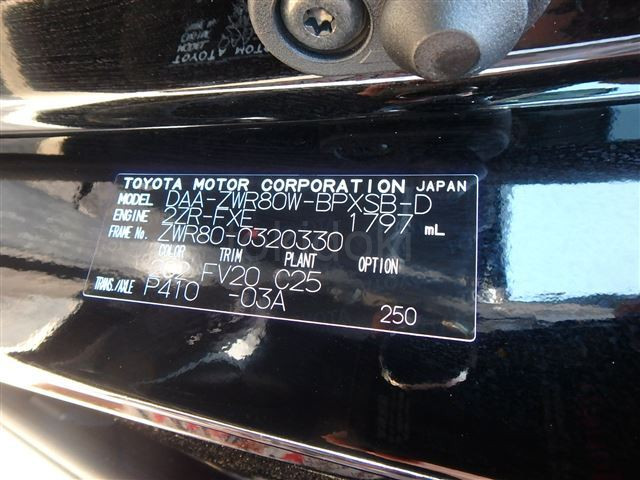 TOYOTA MOTOR CORPORATION JAPAN
MODEL DAA-ZWR80W-BPXSB-D
ENGINE 2ZR-FXE 1797 mL
FRAME No. ZWR80-0320330
COLOR TRIM PLANT OPTION
FV20 C25
TRANS./AXLE P410 -03A
250